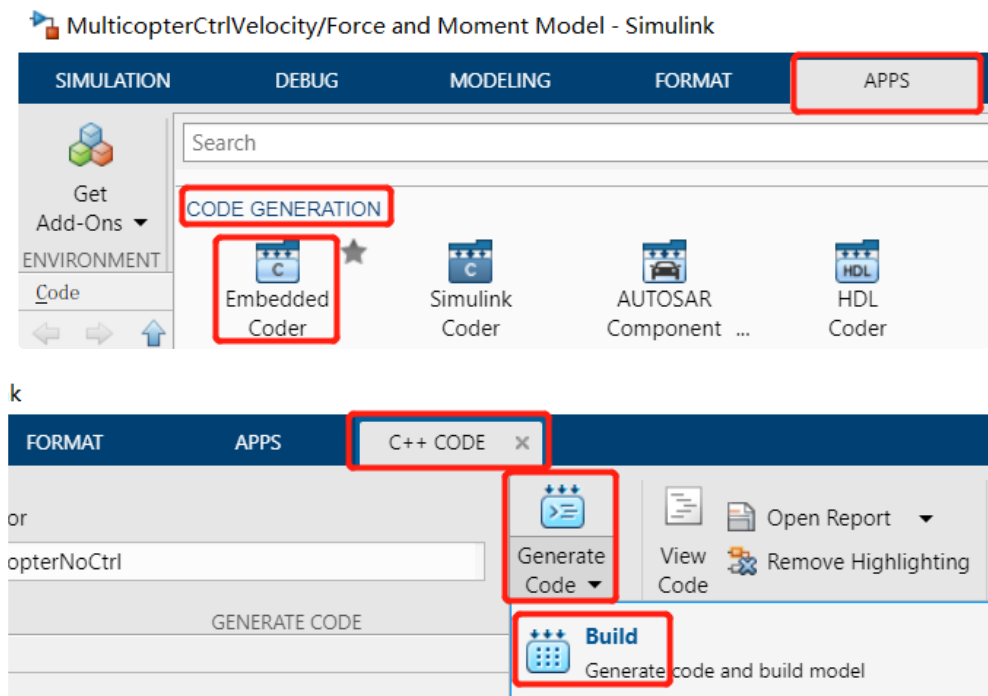 MulticopterCtrlVelocity/Force and Moment Model - Simulink
SIMULATION DEBUG MODELING FORMAT APPS
Search
Get
Add-Ons
ENVIRONMENT
CODE GENERATION
Code
C C HDL
Embedded
Coder
Simulink
Coder
AUTOSAR
Component ...
HDL
Coder
k
FORMAT APPS C++ CODE
or
opterNoCtrl
Generate
Code
View
Code
Open Report
Remove Highlighting
GENERATE CODE
Build
Generate code and build model